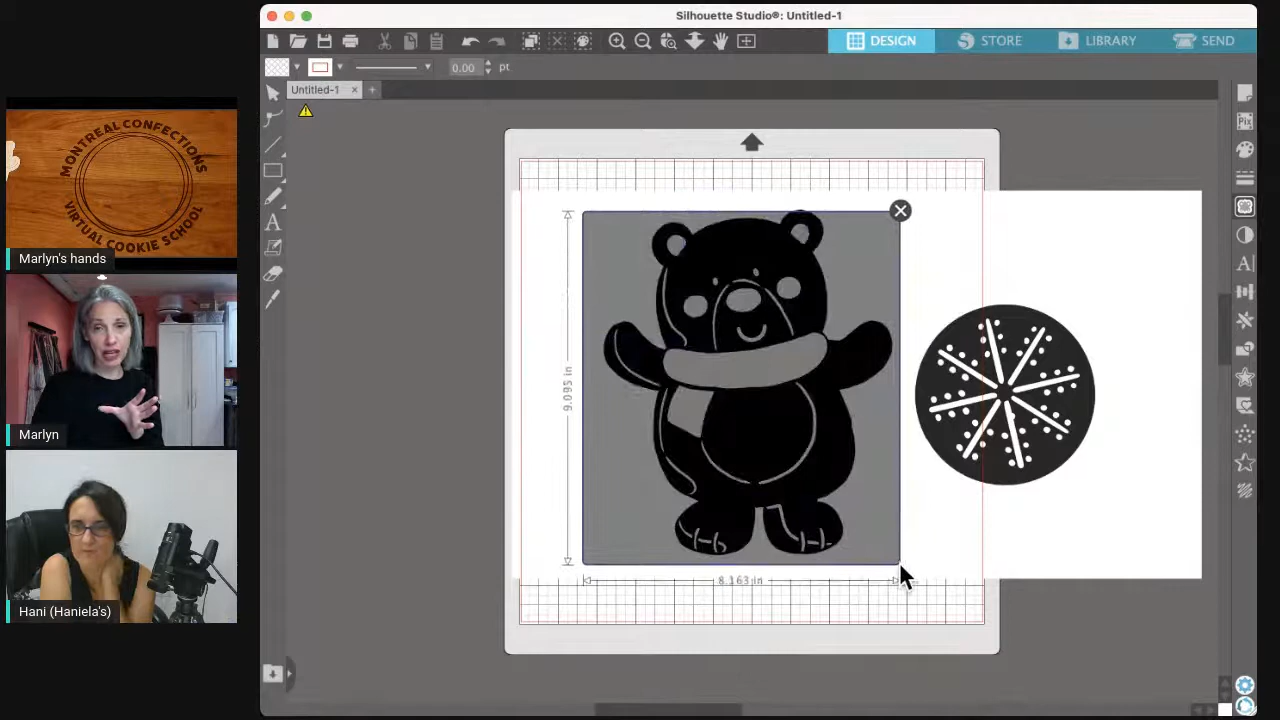 MONTREAL CONFECTIONS
VIRTUAL COOKIE SCHOOL
Marlyn's hands
Marlyn
Hani (Haniela's)
Silhouette Studio®: Untitled-1
DESIGN
STORE
LIBRARY
SEND
0.00 pt
Untitled-1
Pix
A
A
9.095 in
8.163 in